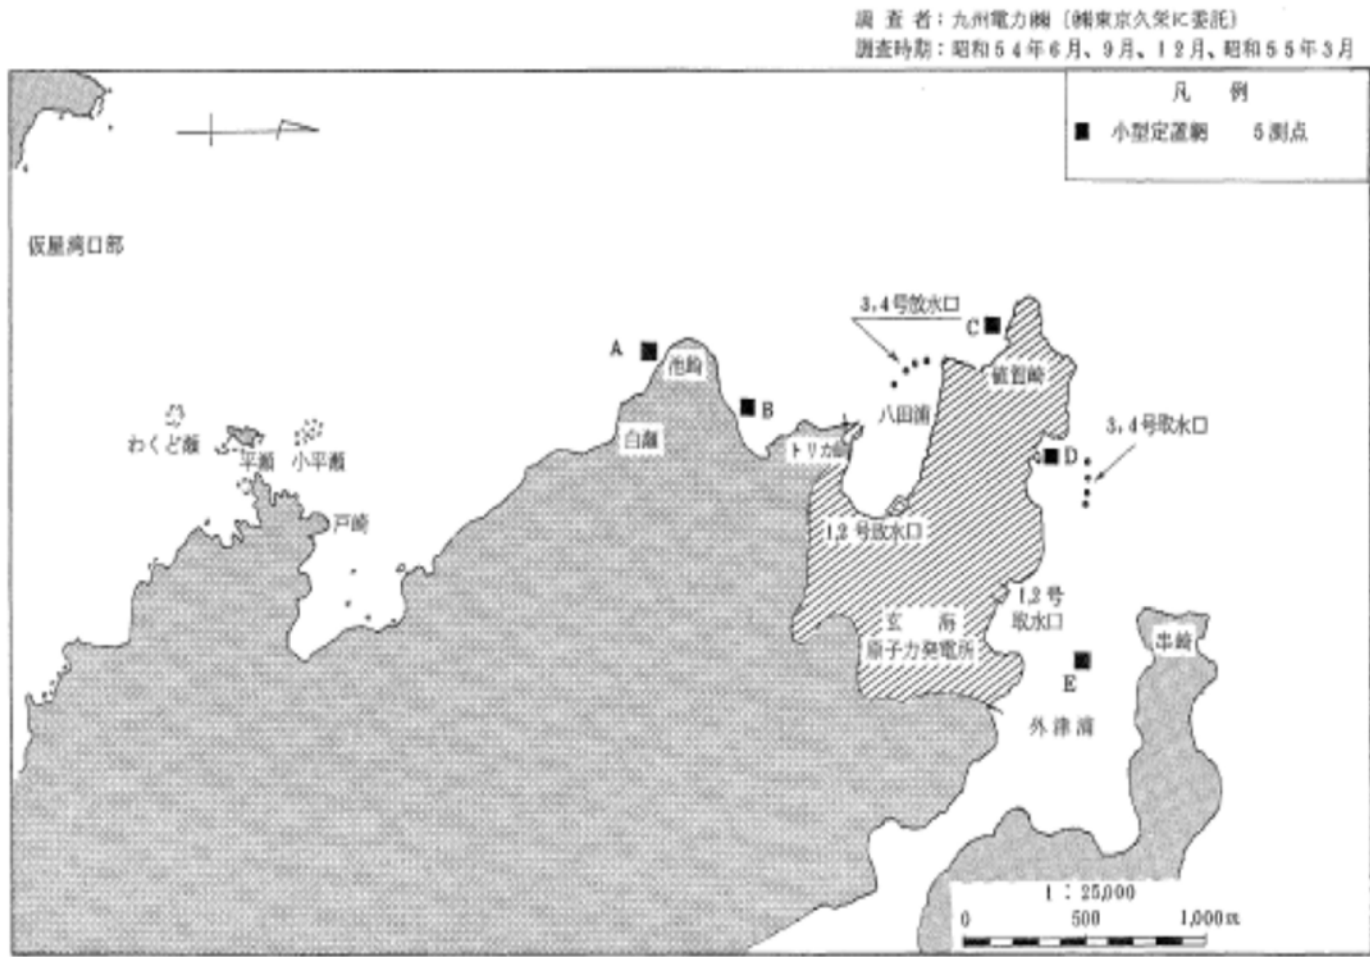 調査者：九州電力㈱（㈱東京久栄に委託）
調査時期：昭和54年6月、9月、12月、昭和55年3月
凡 例
■ 小型定置網 5測点
仮屋湾口部
3,4号放水口
C
A
池崎
値賀崎
B
八田浦
3,4号取水口
わくど瀬
平瀬
小平瀬
白瀬
トリカ崎
D
戸崎
1,2号放水口
1,2号
取水口
玄 海
原子力発電所
串崎
E
外津浦
1：25,000
0 500 1,000m